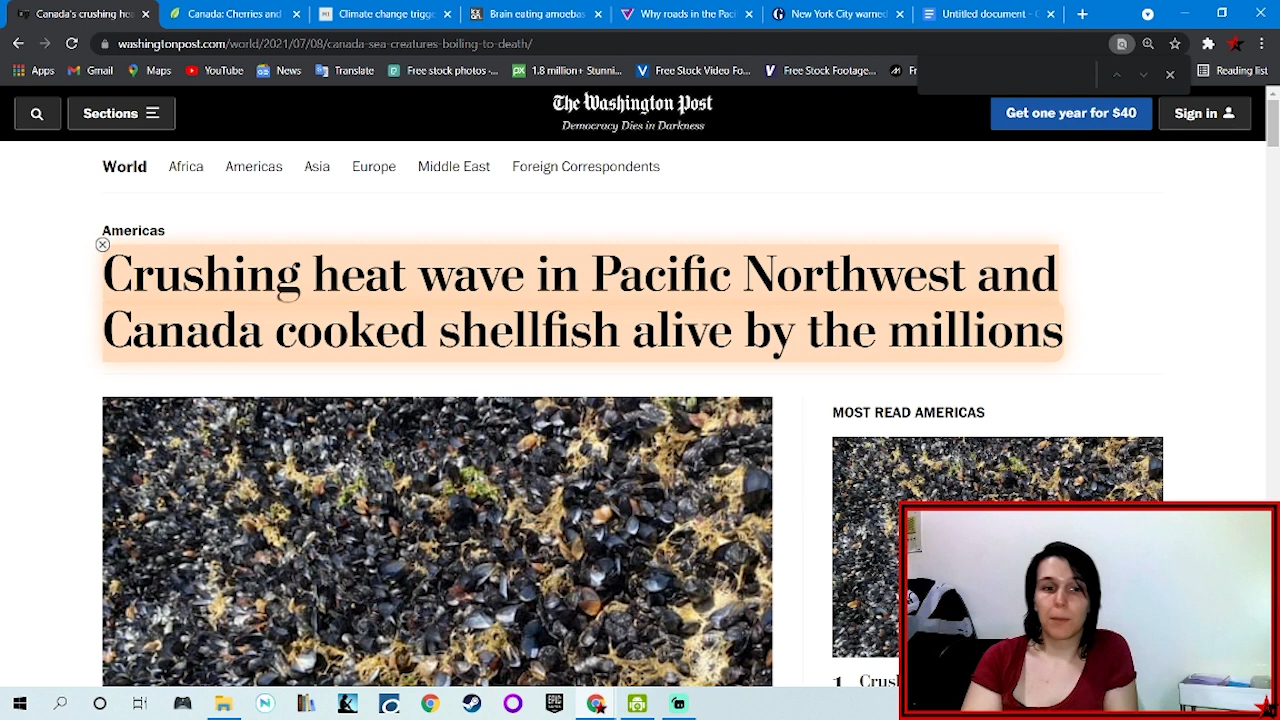 Canada's crushing hea
Canada: Cherries and
Climate change trigge
Brain eating amoebas
Why roads in the Paci
New York City warned
Untitled document - G
washingtonpost.com/world/2021/07/08/canada-sea-creatures-boiling-to-death/
Apps
Gmail
Maps
YouTube
News
Translate
Free stock photos -...
1.8 million+ Stunni...
Free Stock Video Fo...
Free Stock Footage...
Fr
Reading list
Sections
The Washington Post
Democracy Dies in Darkness
Get one year for $40
Sign in
World
Africa
Americas
Asia
Europe
Middle East
Foreign Correspondents
Americas
Crushing heat wave in Pacific Northwest and
Canada cooked shellfish alive by the millions
MOST READ AMERICAS
1 Crus